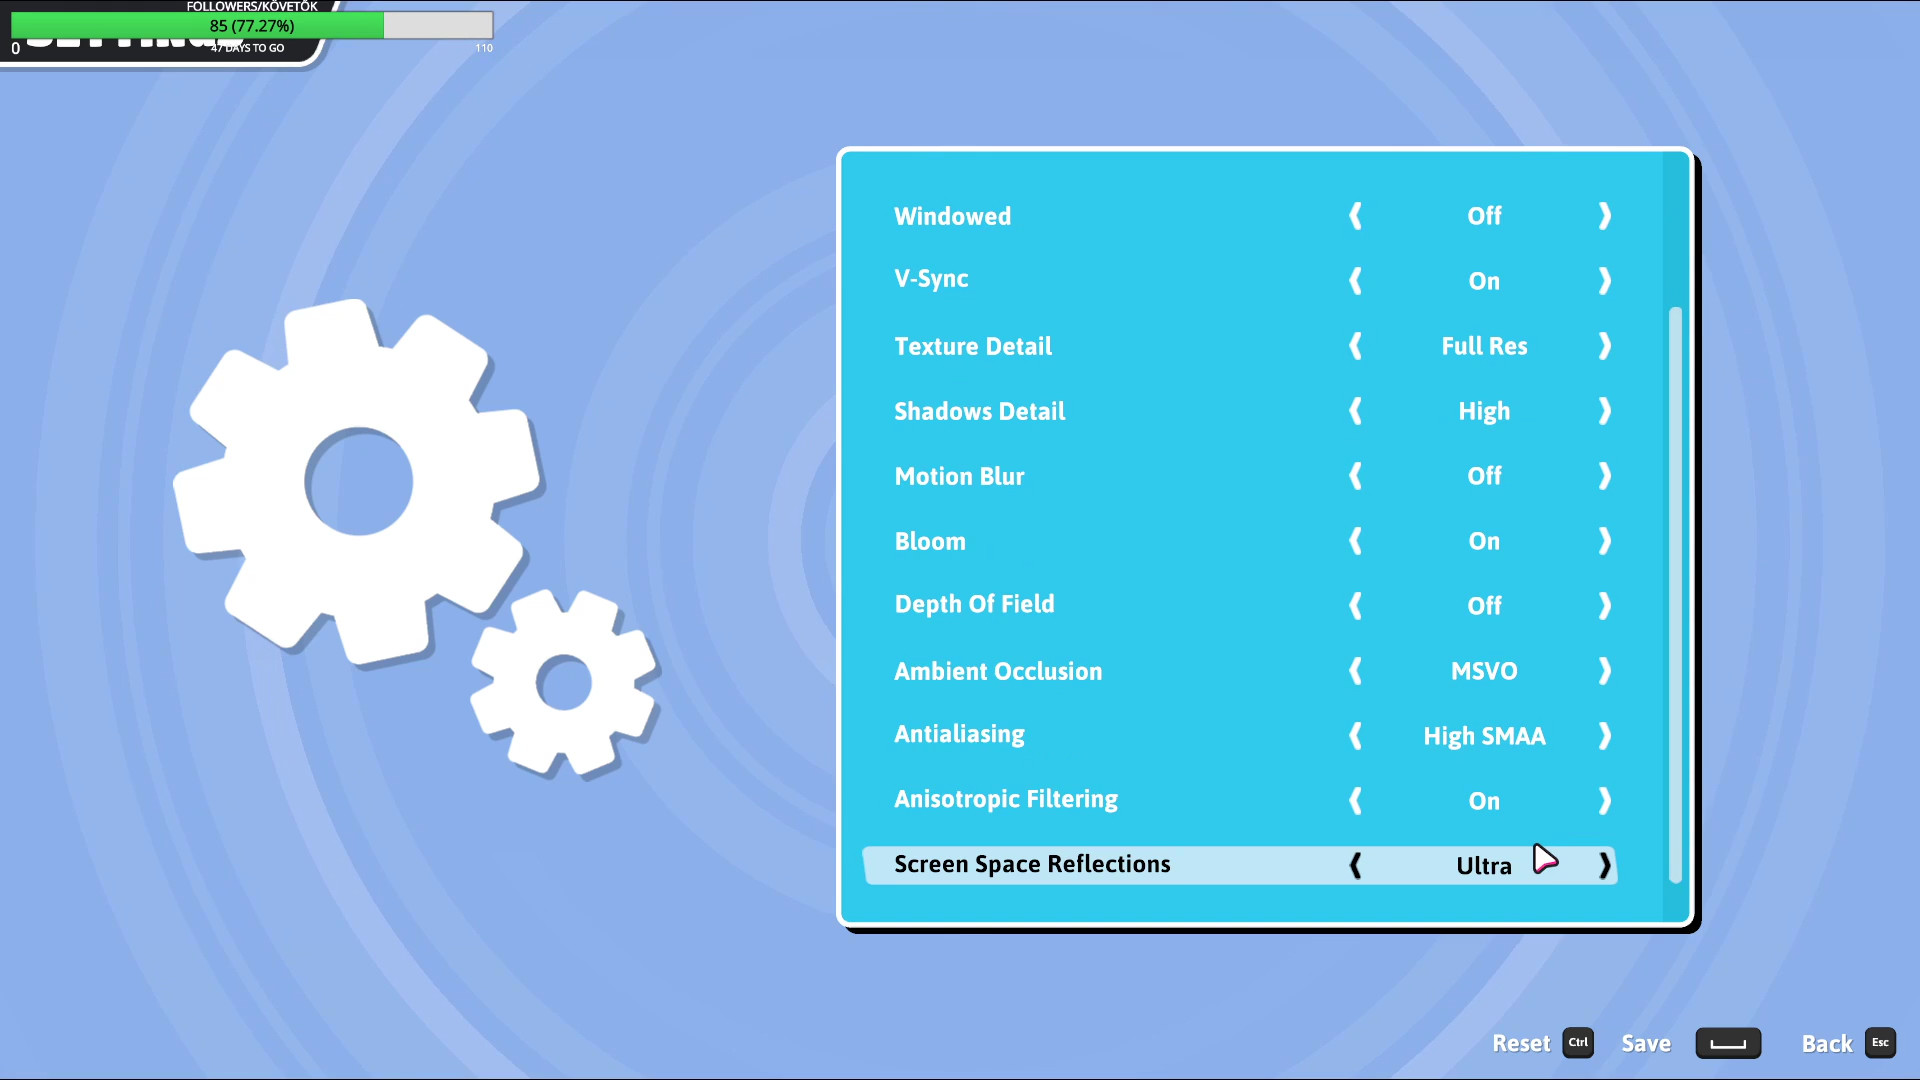 FOLLOWERS/KÖVETŐK
85 (77.27%)
0
47 DAYS TO GO
110
Windowed Off
V-Sync On
Texture Detail Full Res
Shadows Detail High
Motion Blur Off
Bloom On
Depth Of Field Off
Ambient Occlusion MSVO
Antialiasing High SMAA
Anisotropic Filtering On
Screen Space Reflections Ultra
Reset Ctrl Save Back Esc